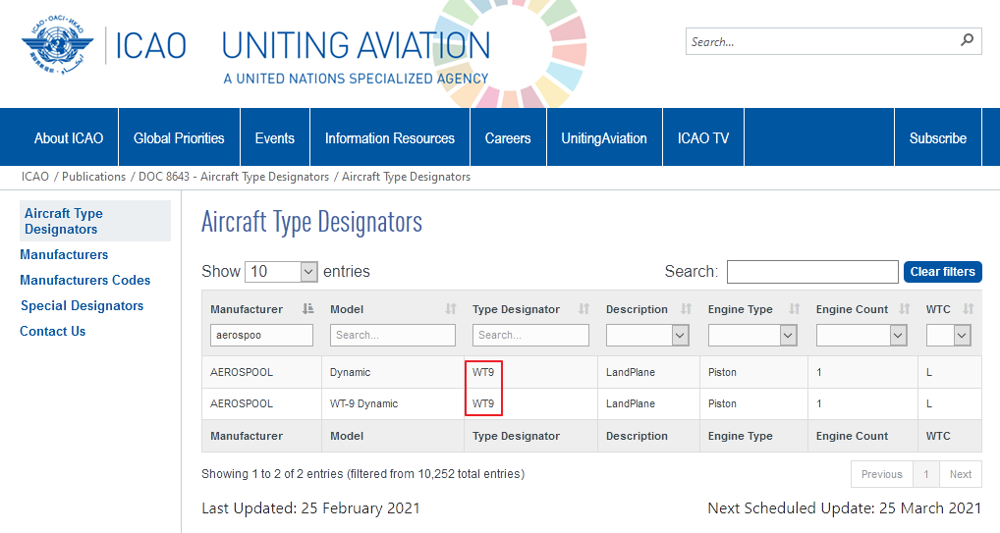 ICAO · OACI · ИКАО
ICAO
UNITING AVIATION
A UNITED NATIONS SPECIALIZED AGENCY
Search...
About ICAO
Global Priorities
Events
Information Resources
Careers
UnitingAviation
ICAO TV
Subscribe
ICAO / Publications / DOC 8643 - Aircraft Type Designators / Aircraft Type Designators
Aircraft Type
Designators
Manufacturers
Manufacturers Codes
Special Designators
Contact Us
Aircraft Type Designators
Show 10 entries
Search:
Clear filters
Manufacturer Model Type Designator Description Engine Type Engine Count WTC
aerospoo Search... Search...
AEROSPOOL Dynamic WT9 LandPlane Piston 1 L
AEROSPOOL WT-9 Dynamic WT9 LandPlane Piston 1 L
Manufacturer Model Type Designator Description Engine Type Engine Count WTC
Showing 1 to 2 of 2 entries (filtered from 10,252 total entries)
Previous 1 Next
Last Updated: 25 February 2021
Next Scheduled Update: 25 March 2021